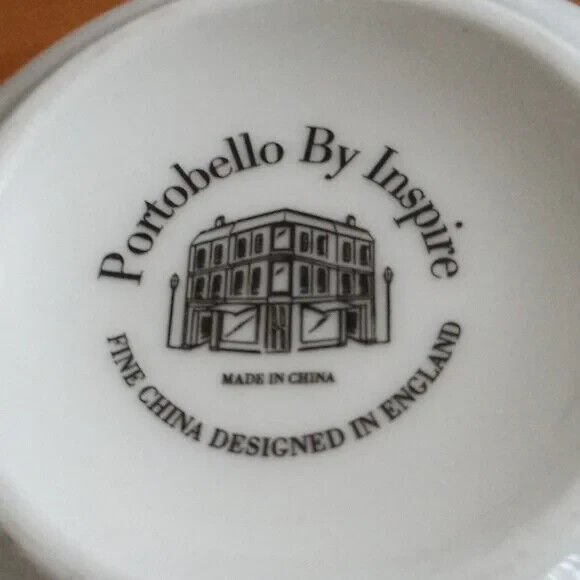 Portobello By Inspire
MADE IN CHINA
FINE CHINA DESIGNED IN ENGLAND